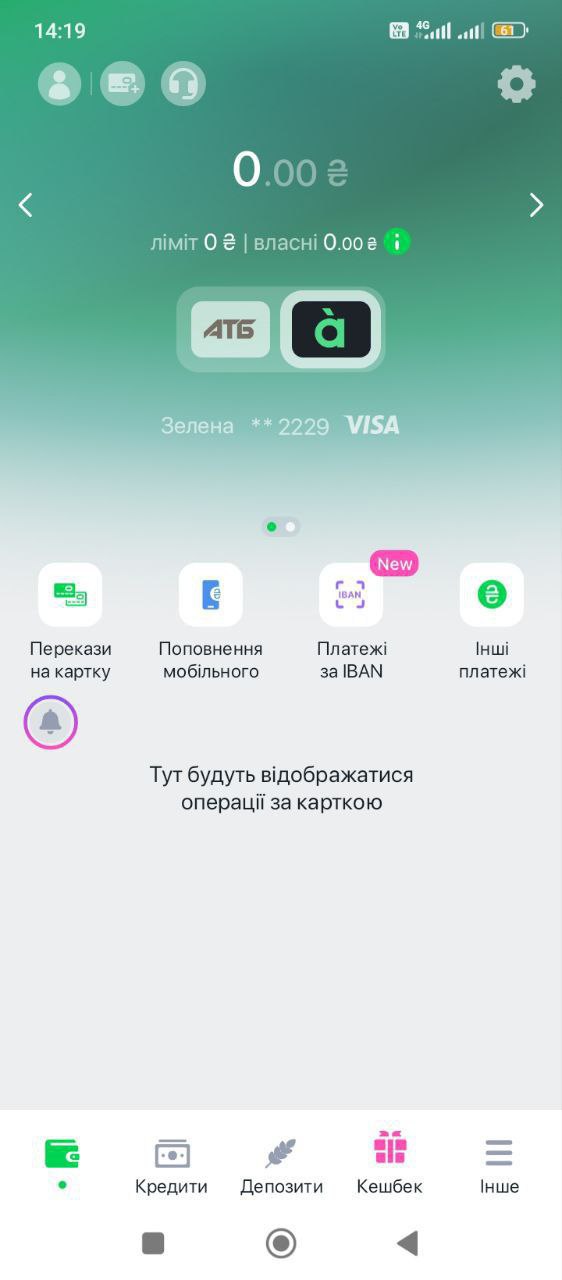 14:19
Vo LTE 4G 61
0.00 ₴
ліміт 0 ₴ | власні 0.00 ₴ i
АТБ à
Зелена ** 2229 VISA
New
IBAN
Перекази
на картку
Поповнення
мобільного
Платежі
за IBAN
Інші
платежі
Тут будуть відображатися
операції за карткою
Кредити Депозити Кешбек Інше